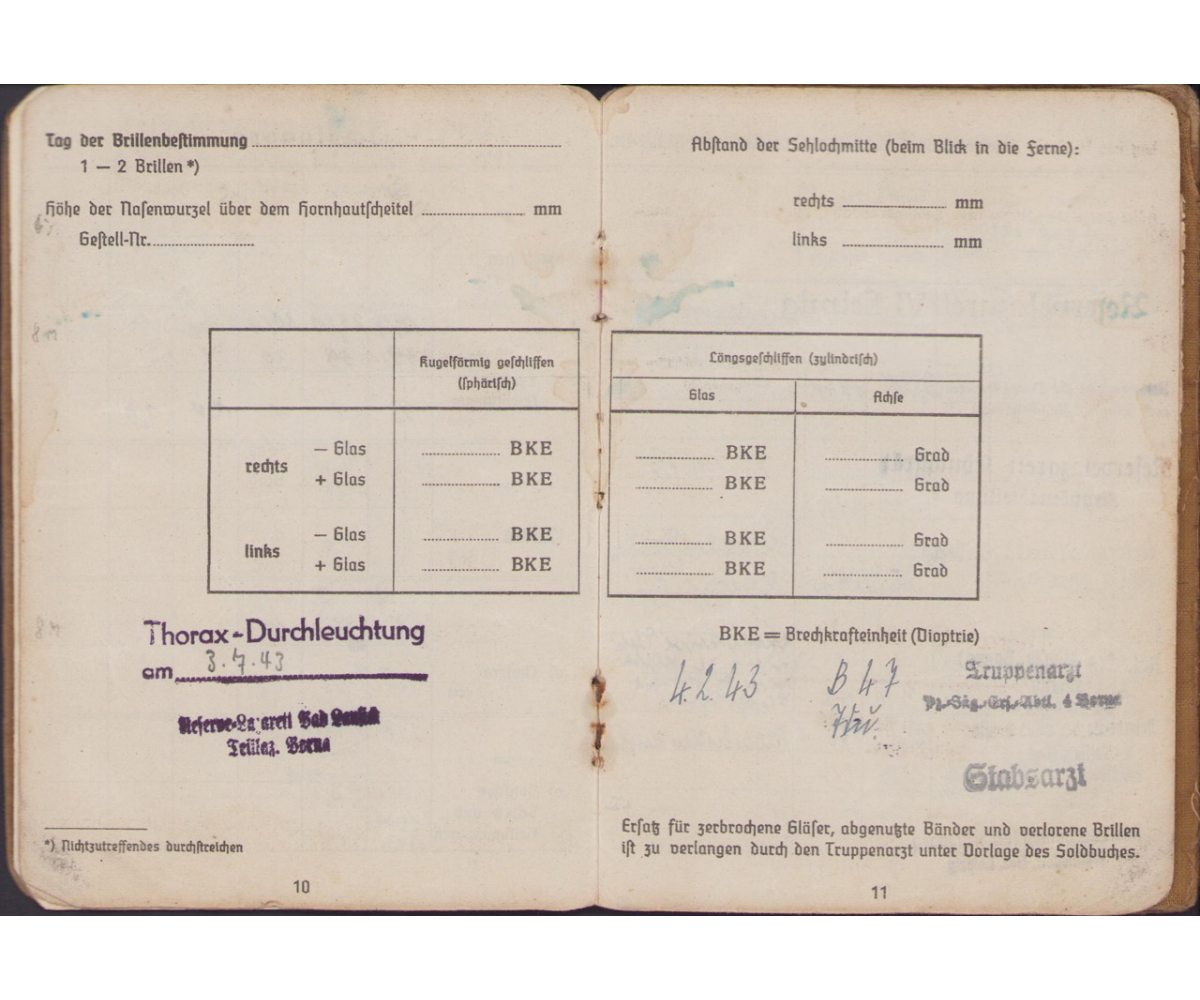 Tag der Brillenbestimmung
1 — 2 Brillen *)
Höhe der Nasenwurzel über dem Hornhautscheitel mm
Gestell-Nr.
Kugelförmig geschliffen
(sphärisch)
rechts
— Glas BKE
+ Glas BKE
links
— Glas BKE
+ Glas BKE
Thorax-Durchleuchtung
am 3.7.43
Reserve-Lazarett Bad Lausick
Teillaz. Borna
*) Nichtzutreffendes durchstreichen
10
Abstand der Sehlochmitte (beim Blick in die Ferne):
rechts mm
links mm
Längsgeschliffen (zylindrisch)
Glas Achse
BKE Grad
BKE Grad
BKE Grad
BKE Grad
BKE = Brechkrafteinheit (Dioptrie)
4.2.43 B 47
Truppenarzt
Abtl. 4 Borna
Stabsarzt
Ersatz für zerbrochene Gläser, abgenutzte Bänder und verlorene Brillen
ist zu verlangen durch den Truppenarzt unter Vorlage des Soldbuches.
11